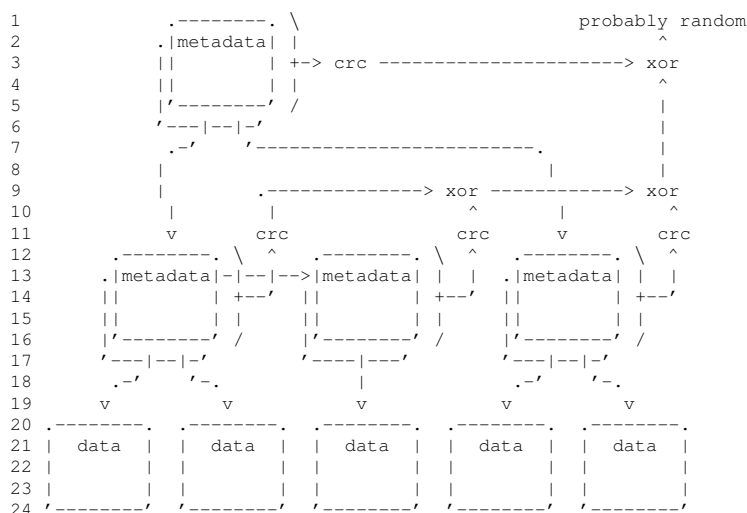 1 .--------. \ probably random
2 .|metadata| | ^
3 || | +-> crc ----------------------> xor
4 || | | ^
5 |'--------' / |
6 '---|--|-' |
7 .-' '-------------------------. |
8 | | |
9 | .--------------> xor ------------> xor
10 | | ^ | ^
11 v crc crc v crc
12 .--------. \ ^ .--------. \ ^ .--------. \ ^
13 .|metadata|-|--|-->|metadata| | | .|metadata| | |
14 || | +--' || | +--' || | +--'
15 || | | || | | || | |
16 |'--------' / |'--------' / |'--------' /
17 '---|--|-' '----|---' '---|--|-'
18 .-' '-. | .-' '-.
19 v v v v v
20 .--------. .--------. .--------. .--------. .--------.
21 | data | | data | | data | | data | | data |
22 | | | | | | | | | |
23 | | | | | | | | | |
24 '--------' '--------' '--------' '--------' '--------'